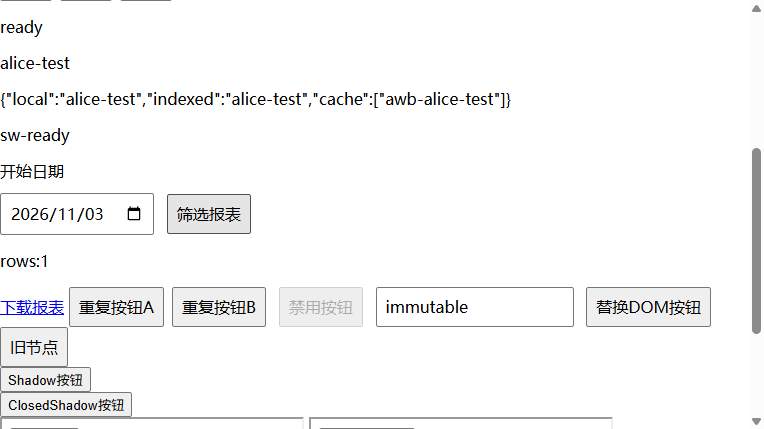 ready
alice-test
{"local":"alice-test","indexed":"alice-test","cache":["awb-alice-test"]}
sw-ready
开始日期
2026/11/03 筛选报表
rows:1
下载报表 重复按钮A 重复按钮B 禁用按钮 immutable 替换DOM按钮
旧节点
Shadow按钮
ClosedShadow按钮